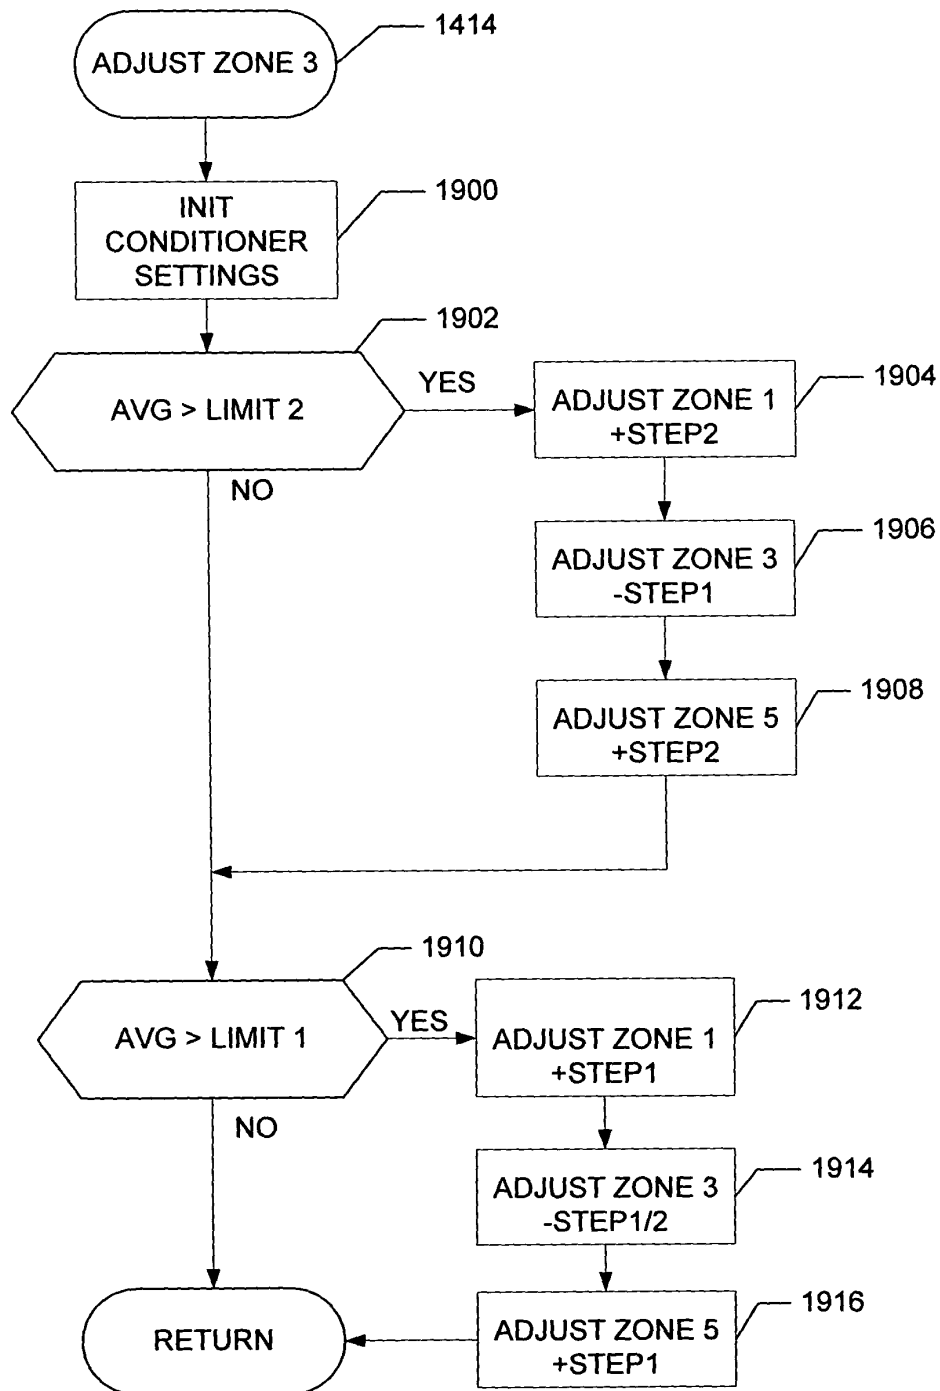 1414
ADJUST ZONE 3
1900
INIT
CONDITIONER
SETTINGS
1902
AVG > LIMIT 2
YES
NO
1904
ADJUST ZONE 1
+STEP2
1906
ADJUST ZONE 3
-STEP1
1908
ADJUST ZONE 5
+STEP2
1910
AVG > LIMIT 1
YES
NO
1912
ADJUST ZONE 1
+STEP1
1914
ADJUST ZONE 3
-STEP1/2
1916
ADJUST ZONE 5
+STEP1
RETURN